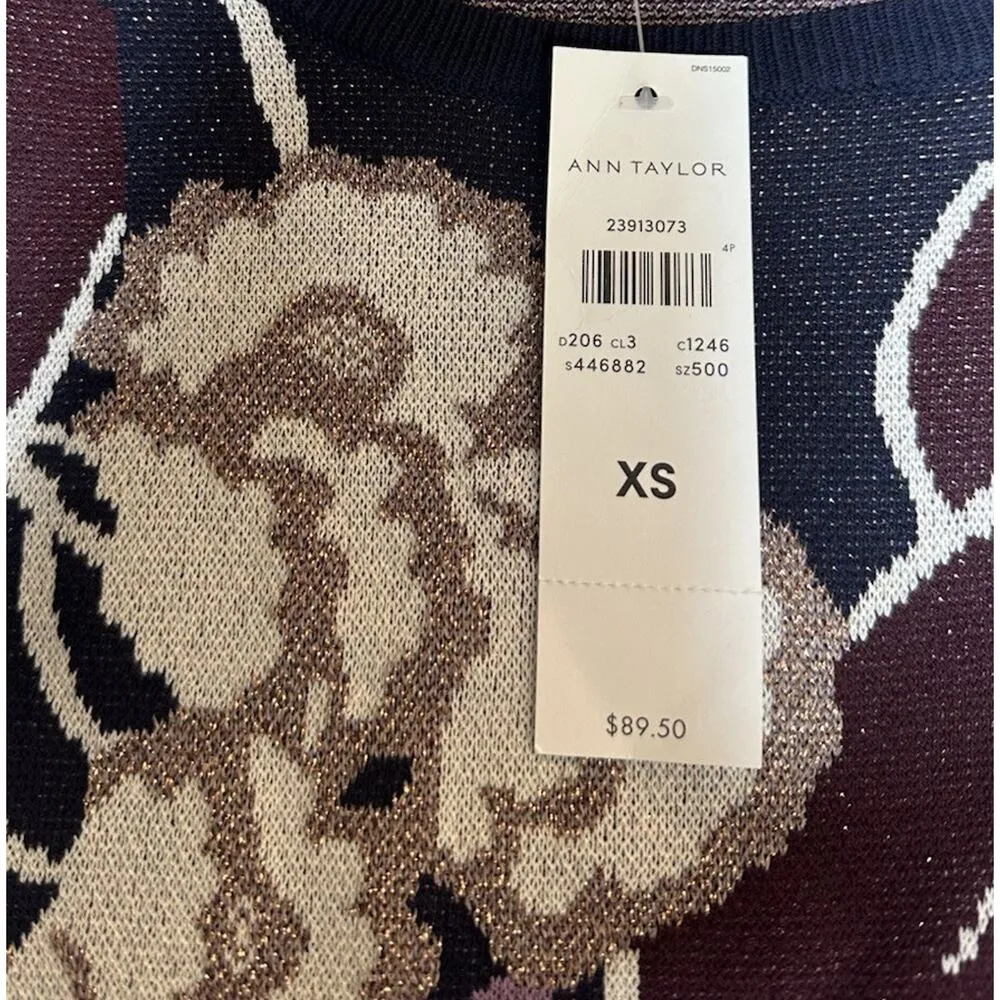 DNS15002
ANN TAYLOR
23913073
4P
D206 CL3 C1246
S446882 SZ500
XS
$89.50